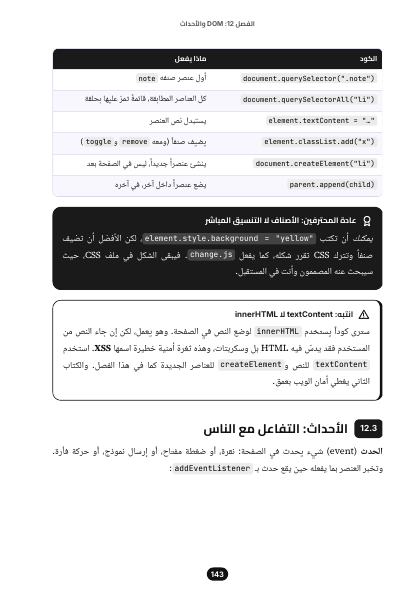 الفصل 12: DOM والأحداث
الكود ماذا يفعل
document.querySelector(".note") أول عنصر صنفه note
document.querySelectorAll("li") كل العناصر المطابقة، قائمةً تمرّ عليها بحلقة
element.textContent = "…" يستبدل نص العنصر
element.classList.add("x") يضيف صنفاً (ومعه remove و toggle)
document.createElement("li") ينشئ عنصراً جديداً، ليس في الصفحة بعد
parent.append(child) يضع عنصراً داخل آخر، في آخره
عادة المحترفين: الأصناف لا التنسيق المباشر
يمكنك أن تكتب element.style.background = "yellow"، لكن الأفضل أن تضيف
صنفاً وتترك CSS تقرر شكله، كما يفعل change.js. فيبقى الشكل في ملف CSS، حيث
سيبحث عنه المصممون وأنت في المستقبل.
انتبه: textContent لا innerHTML
سترى كوداً يستخدم innerHTML لوضع النص في الصفحة. وهو يعمل، لكن إن جاء النص من
المستخدم فقد يدسّ فيه HTML بل وسكربتات، وهذه ثغرة أمنية خطيرة اسمها XSS. استخدم
textContent للنص و createElement للعناصر الجديدة كما في هذا الفصل. والكتاب
الثاني يغطي أمان الويب بعمق.
12.3 الأحداث: التفاعل مع الناس
الحدث (event) شيء يحدث في الصفحة: نقرة، أو ضغطة مفتاح، أو إرسال نموذج، أو حركة فأرة.
وتخبر العنصر بما يفعله حين يقع حدث بـ addEventListener:
143